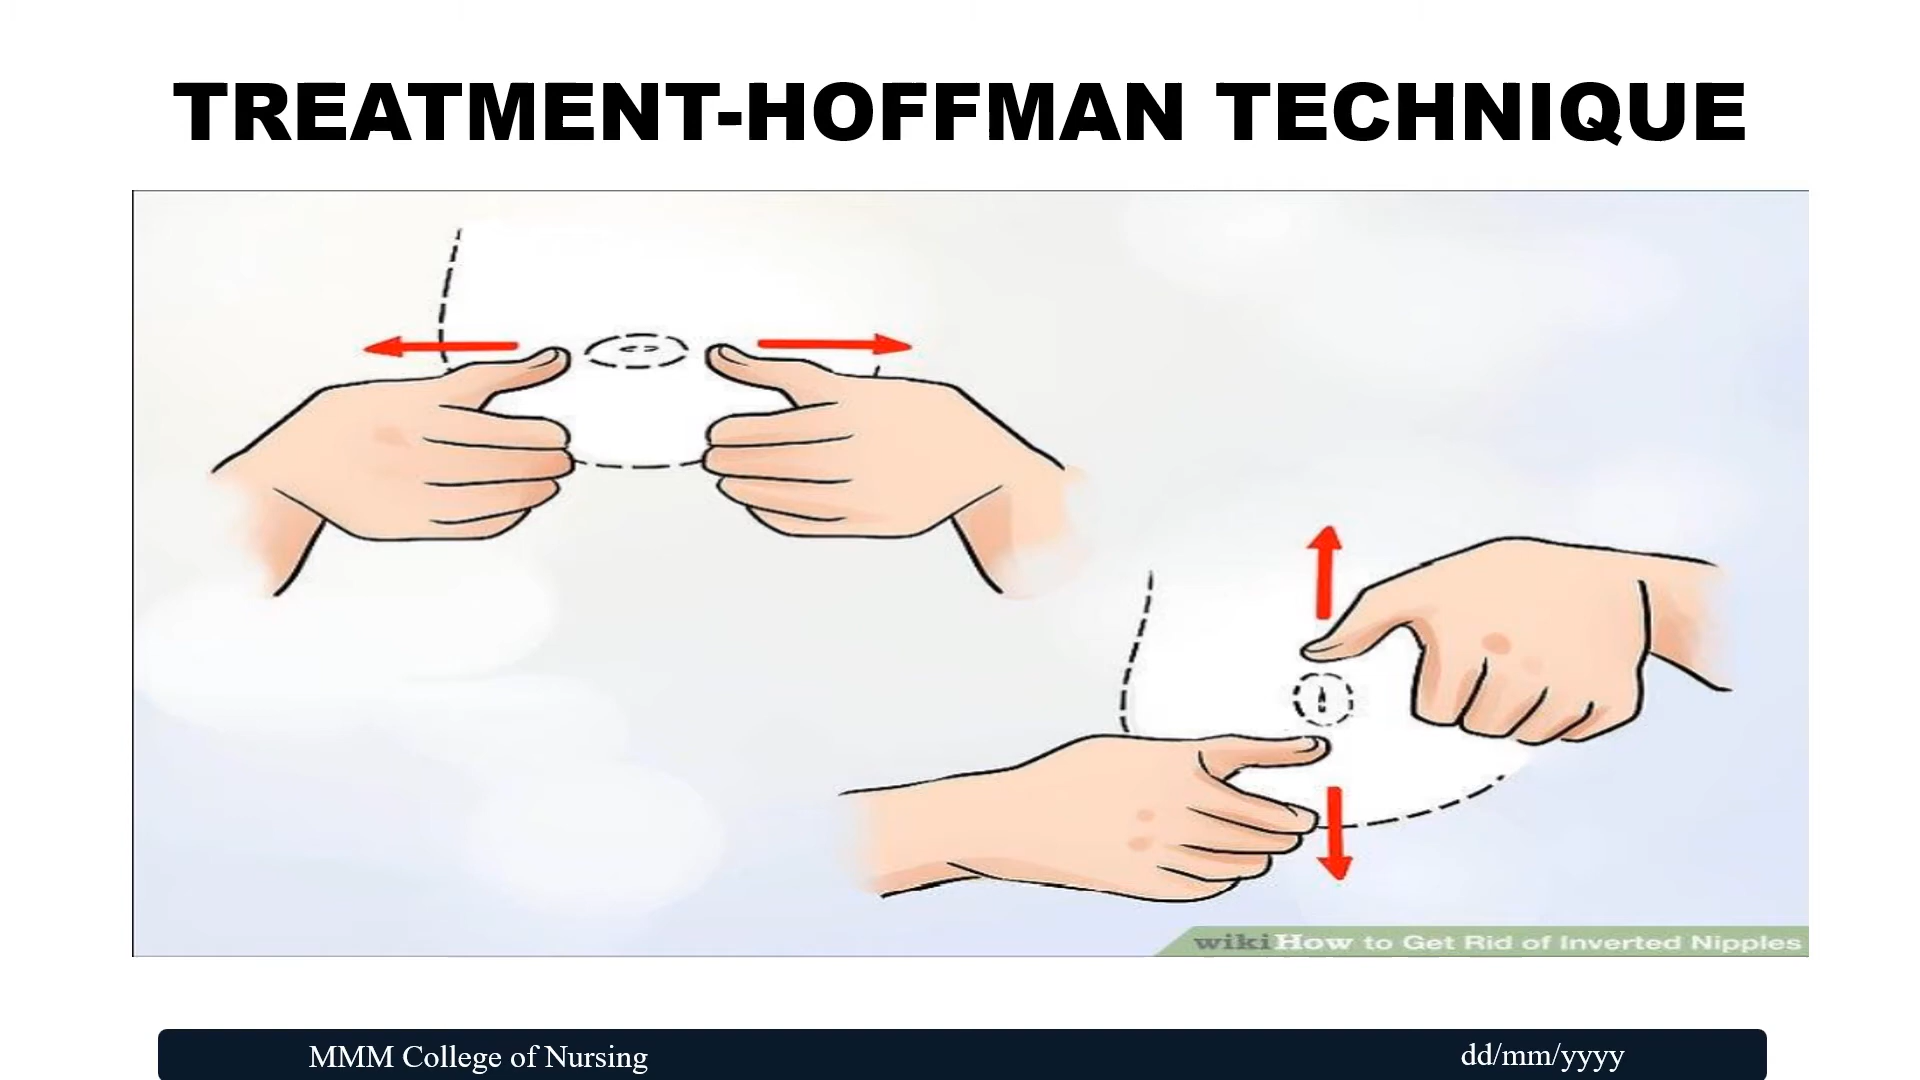 TREATMENT-HOFFMAN TECHNIQUE
wikiHow to Get Rid of Inverted Nipples
MMM College of Nursing
dd/mm/yyyy